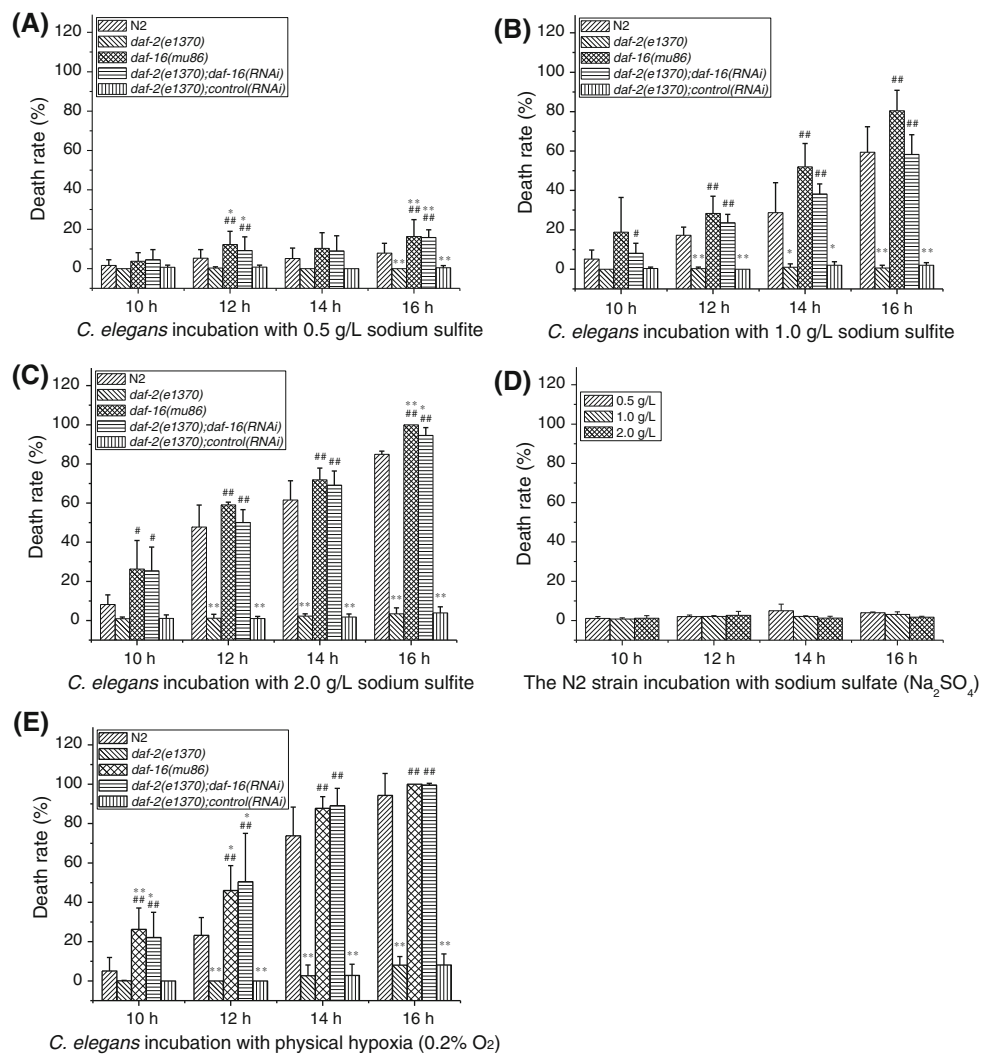 (A)
N2
daf-2(e1370)
daf-16(mu86)
daf-2(e1370);daf-16(RNAi)
daf-2(e1370);control(RNAi)
Death rate (%)
120
100
80
60
40
20
0
* ## * ##
** ** ## ** ## **
10 h 12 h 14 h 16 h
C. elegans incubation with 0.5 g/L sodium sulfite
(B)
N2
daf-2(e1370)
daf-16(mu86)
daf-2(e1370);daf-16(RNAi)
daf-2(e1370);control(RNAi)
Death rate (%)
120
100
80
60
40
20
0
#
** ## ## **
* ## ## *
** ## ## **
10 h 12 h 14 h 16 h
C. elegans incubation with 1.0 g/L sodium sulfite
(C)
N2
daf-2(e1370)
daf-16(mu86)
daf-2(e1370);daf-16(RNAi)
daf-2(e1370);control(RNAi)
Death rate (%)
120
100
80
60
40
20
0
# #
** ## ## **
** ## ## **
** ** ## * ## **
10 h 12 h 14 h 16 h
C. elegans incubation with 2.0 g/L sodium sulfite
(D)
0.5 g/L
1.0 g/L
2.0 g/L
Death rate (%)
120
100
80
60
40
20
0
10 h 12 h 14 h 16 h
The N2 strain incubation with sodium sulfate (Na₂SO₄)
(E)
N2
daf-2(e1370)
daf-16(mu86)
daf-2(e1370);daf-16(RNAi)
daf-2(e1370);control(RNAi)
Death rate (%)
120
100
80
60
40
20
0
** ## * ##
** * ## * ## **
** ## ## **
** ## ## **
10 h 12 h 14 h 16 h
C. elegans incubation with physical hypoxia (0.2% O₂)